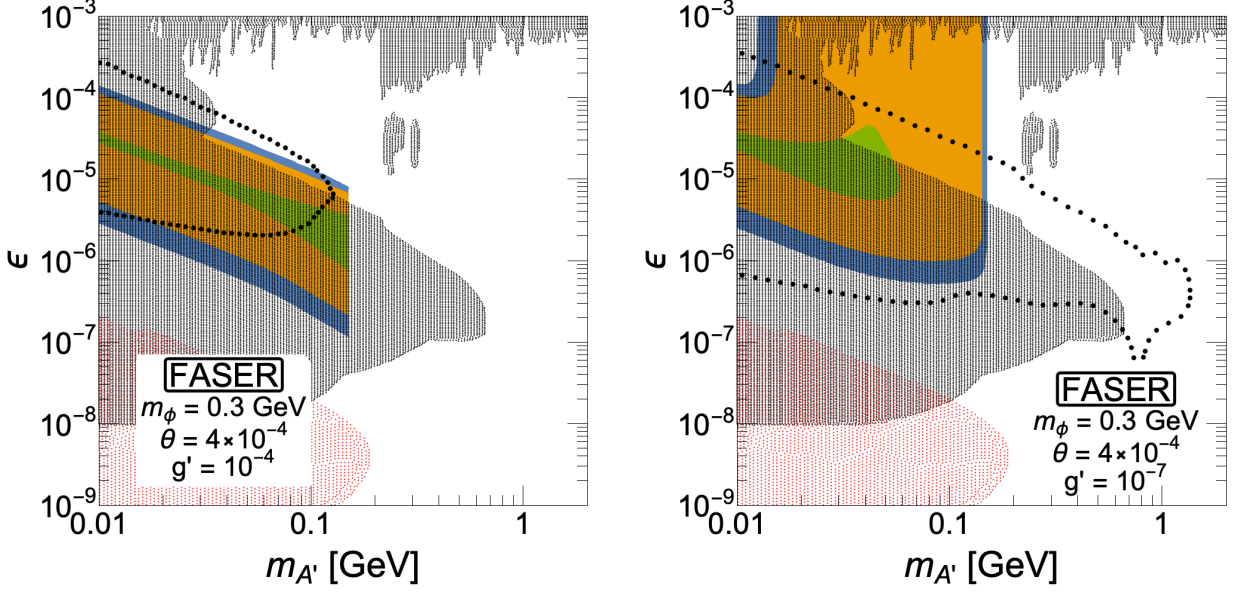 10⁻³
10⁻⁴
10⁻⁵
10⁻⁶
10⁻⁷
10⁻⁸
10⁻⁹
ϵ
0.01
0.1
1
m_A' [GeV]
FASER
m_ϕ = 0.3 GeV
θ = 4×10⁻⁴
g' = 10⁻⁴
10⁻³
10⁻⁴
10⁻⁵
10⁻⁶
10⁻⁷
10⁻⁸
10⁻⁹
ϵ
0.01
0.1
1
m_A' [GeV]
FASER
m_ϕ = 0.3 GeV
θ = 4×10⁻⁴
g' = 10⁻⁷